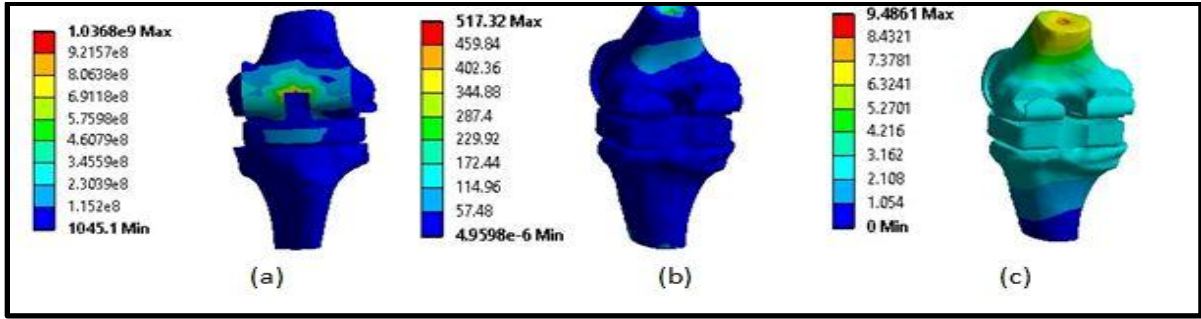 1.0368e9 Max
9.2157e8
8.0638e8
6.9118e8
5.7598e8
4.6079e8
3.4559e8
2.3039e8
1.152e8
1045.1 Min
(a)
517.32 Max
459.84
402.36
344.88
287.4
229.92
172.44
114.96
57.48
4.9598e-6 Min
(b)
9.4861 Max
8.4321
7.3781
6.3241
5.2701
4.216
3.162
2.108
1.054
0 Min
(c)